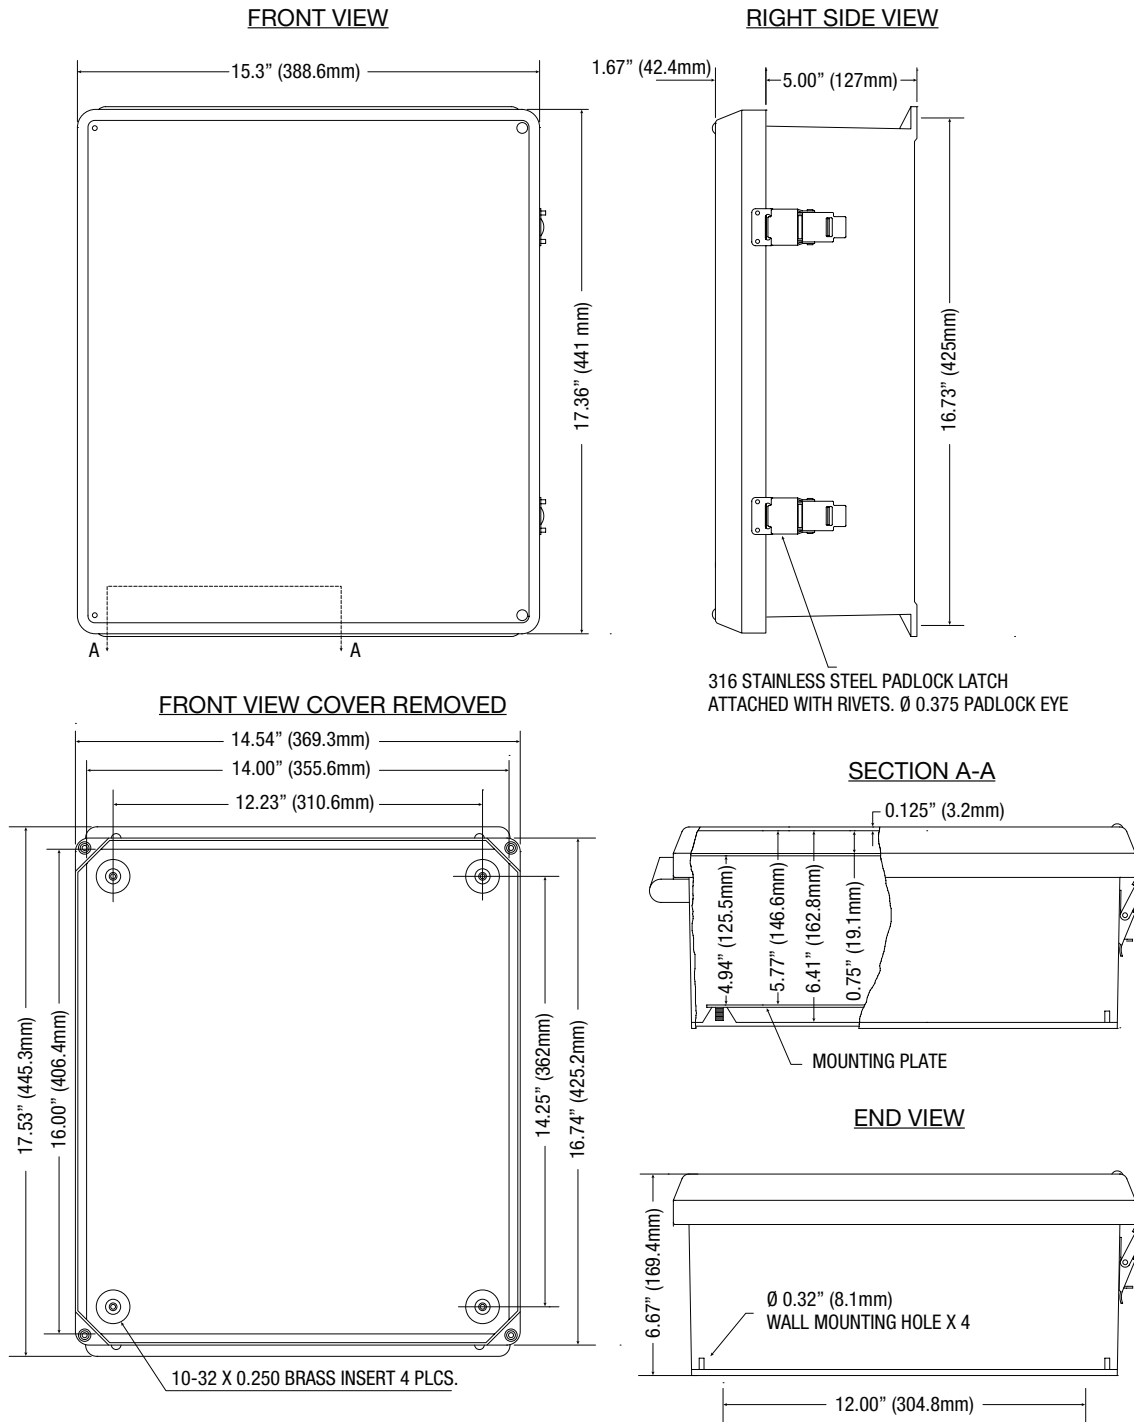 FRONT VIEW
15.3” (388.6mm)
17.36” (441 mm)
A
A
RIGHT SIDE VIEW
1.67” (42.4mm)
5.00” (127mm)
16.73” (425mm)
316 STAINLESS STEEL PADLOCK LATCH
ATTACHED WITH RIVETS. Ø 0.375 PADLOCK EYE
FRONT VIEW COVER REMOVED
14.54” (369.3mm)
14.00” (355.6mm)
12.23” (310.6mm)
17.53” (445.3mm)
16.00” (406.4mm)
14.25” (362mm)
16.74” (425.2mm)
10-32 X 0.250 BRASS INSERT 4 PLCS.
SECTION A-A
0.125” (3.2mm)
4.94” (125.5mm)
5.77” (146.6mm)
6.41” (162.8mm)
0.75” (19.1mm)
MOUNTING PLATE
END VIEW
6.67” (169.4mm)
Ø 0.32” (8.1mm)
WALL MOUNTING HOLE X 4
12.00” (304.8mm)